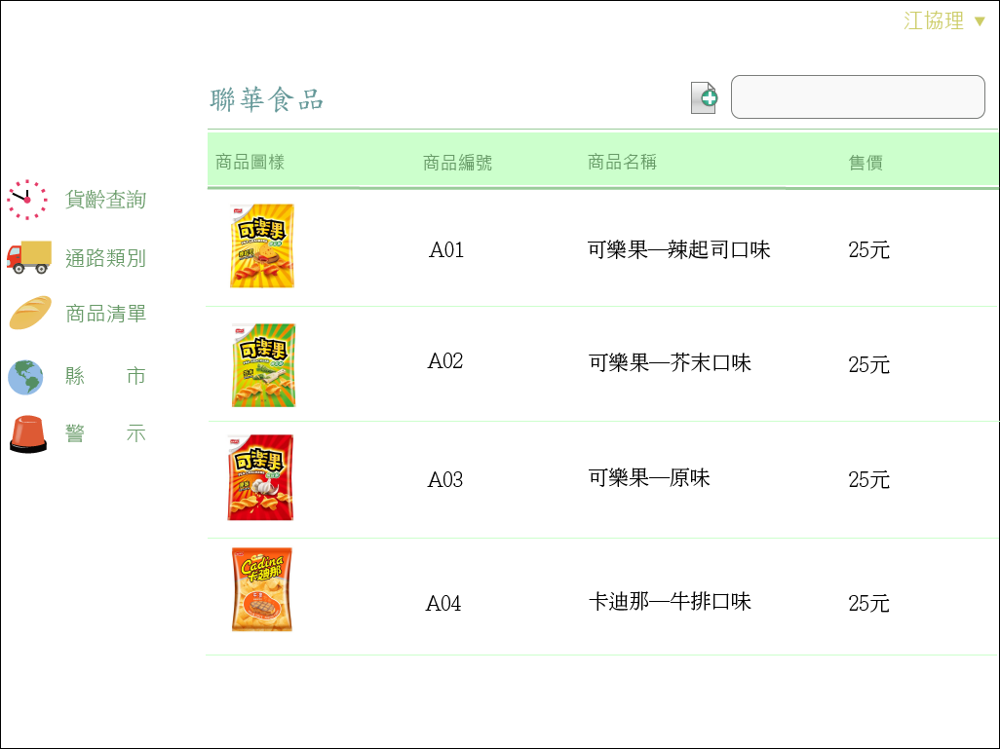 江協理 ▼
聯華食品
商品圖樣 商品編號 商品名稱 售價
貨齡查詢
通路類別
商品清單
縣 市
警 示
可樂果
A01 可樂果—辣起司口味 25元
可樂果
芥末
A02 可樂果—芥末口味 25元
可樂果
A03 可樂果—原味 25元
Cadina
卡迪那
A04 卡迪那—牛排口味 25元